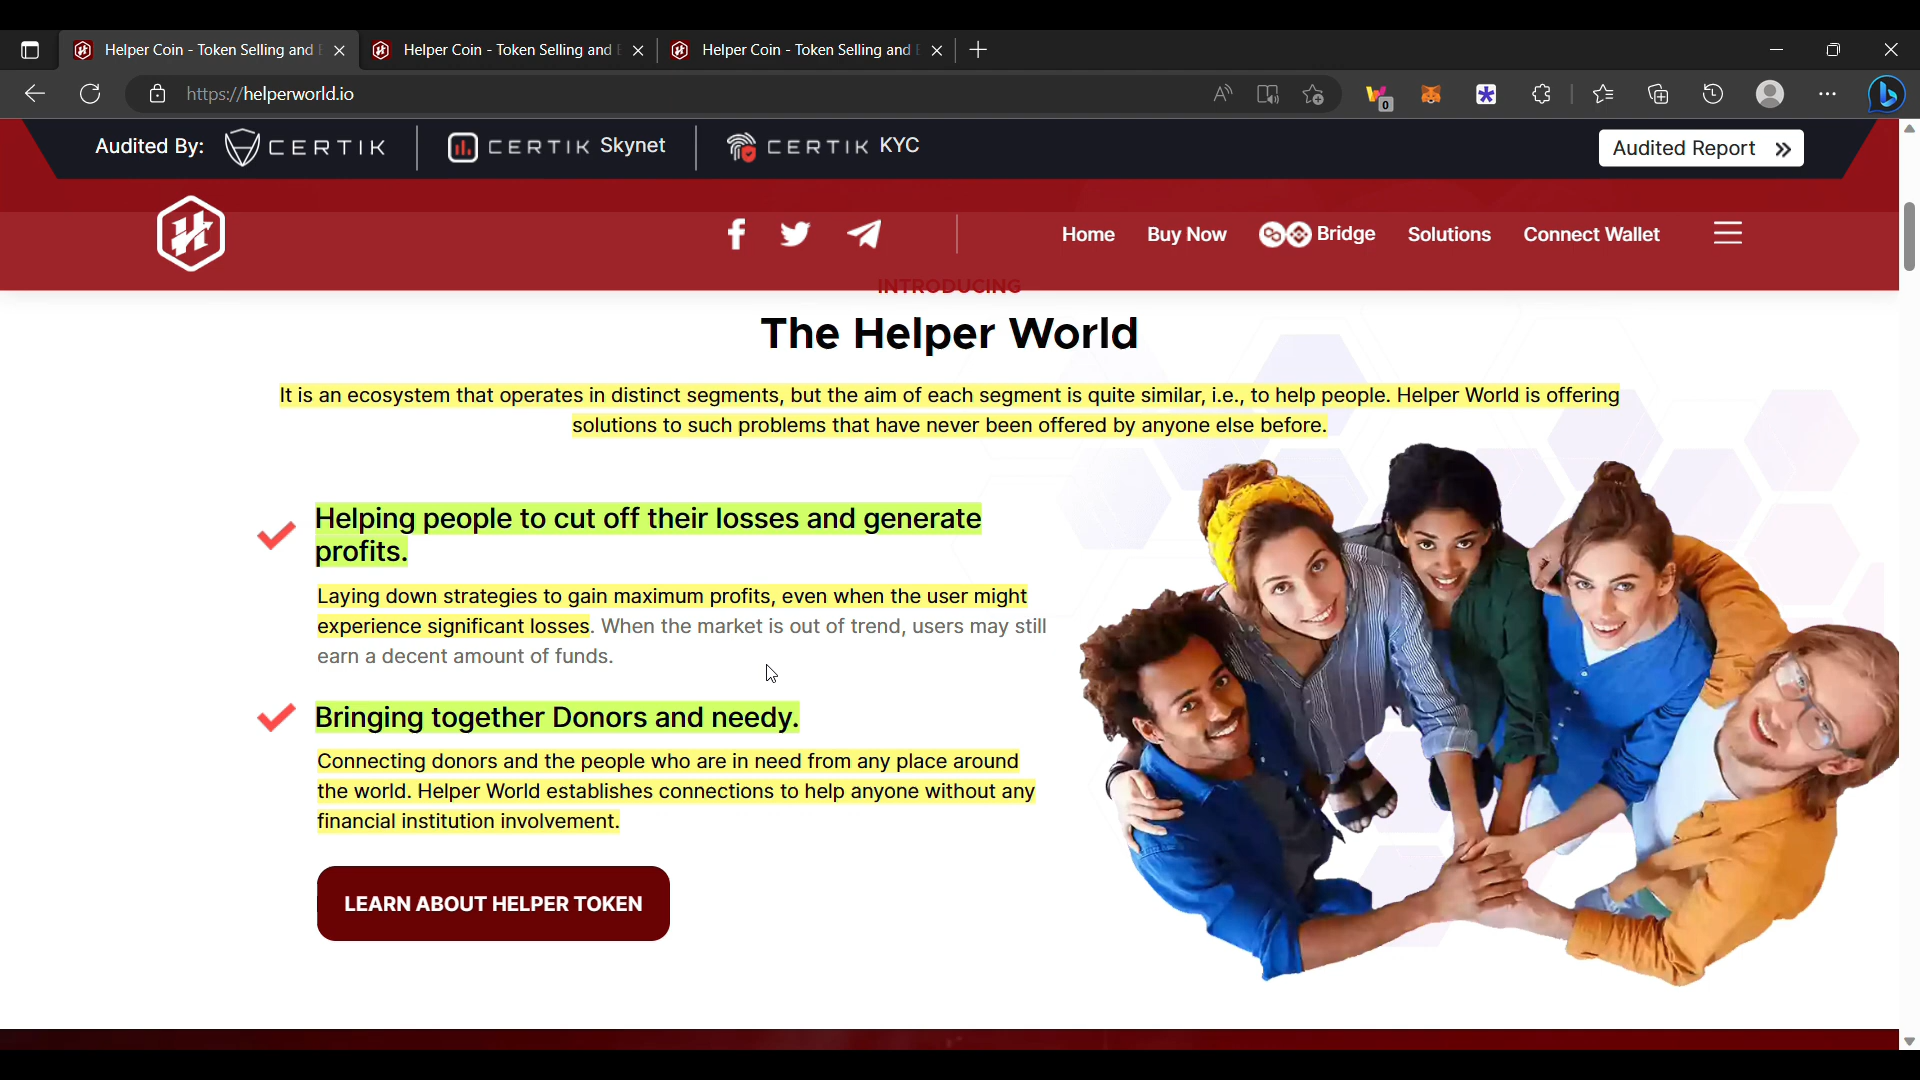 Helper Coin - Token Selling and
Helper Coin - Token Selling and
Helper Coin - Token Selling and
https://helperworld.io
0
Audited By: CERTIK
CERTIK Skynet
CERTIK KYC
Audited Report
Home
Buy Now
Bridge
Solutions
Connect Wallet
INTRODUCING
The Helper World
It is an ecosystem that operates in distinct segments, but the aim of each segment is quite similar, i.e., to help people. Helper World is offering
solutions to such problems that have never been offered by anyone else before.
Helping people to cut off their losses and generate
profits.
Laying down strategies to gain maximum profits, even when the user might
experience significant losses. When the market is out of trend, users may still
earn a decent amount of funds.
Bringing together Donors and needy.
Connecting donors and the people who are in need from any place around
the world. Helper World establishes connections to help anyone without any
financial institution involvement.
LEARN ABOUT HELPER TOKEN